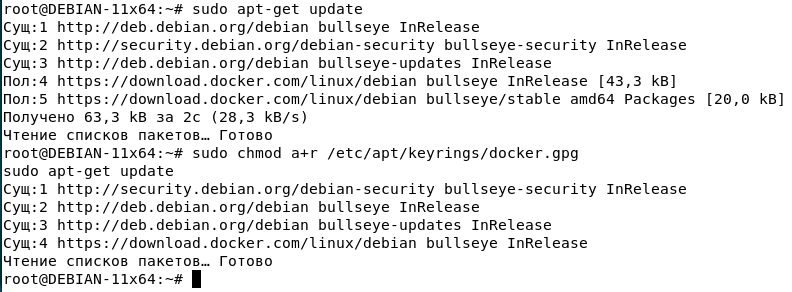 root@DEBIAN-11x64:~# sudo apt-get update
Сущ:1 http://deb.debian.org/debian bullseye InRelease
Сущ:2 http://security.debian.org/debian-security bullseye-security InRelease
Сущ:3 http://deb.debian.org/debian bullseye-updates InRelease
Пол:4 https://download.docker.com/linux/debian bullseye InRelease [43,3 kB]
Пол:5 https://download.docker.com/linux/debian bullseye/stable amd64 Packages [20,0 kB]
Получено 63,3 kB за 2с (28,3 kB/s)
Чтение списков пакетов… Готово
root@DEBIAN-11x64:~# sudo chmod a+r /etc/apt/keyrings/docker.gpg
sudo apt-get update
Сущ:1 http://security.debian.org/debian-security bullseye-security InRelease
Сущ:2 http://deb.debian.org/debian bullseye InRelease
Сущ:3 http://deb.debian.org/debian bullseye-updates InRelease
Сущ:4 https://download.docker.com/linux/debian bullseye InRelease
Чтение списков пакетов… Готово
root@DEBIAN-11x64:~#